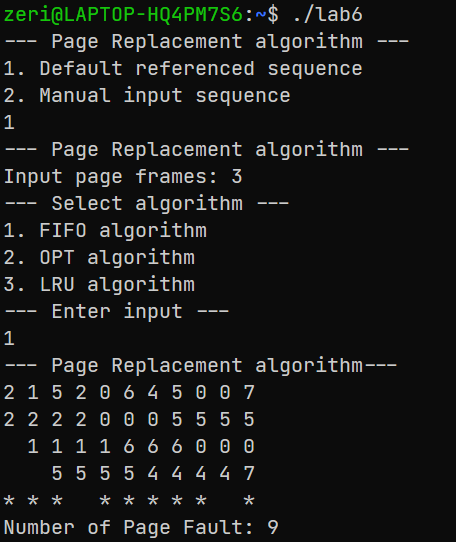 zeri@LAPTOP-HQ4PM7S6:~$ ./lab6
--- Page Replacement algorithm ---
1. Default referenced sequence
2. Manual input sequence
1
--- Page Replacement algorithm ---
Input page frames: 3
--- Select algorithm ---
1. FIFO algorithm
2. OPT algorithm
3. LRU algorithm
--- Enter input ---
1
--- Page Replacement algorithm---
2 1 5 2 0 6 4 5 0 0 7
2 2 2 2 0 0 0 5 5 5 5
  1 1 1 1 6 6 6 0 0 0
    5 5 5 5 4 4 4 4 7
* * *   * * * * *   *
Number of Page Fault: 9